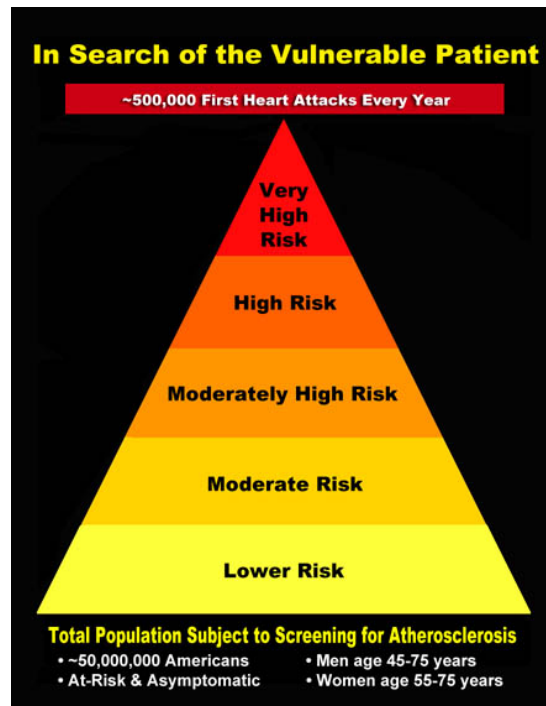 In Search of the Vulnerable Patient
~500,000 First Heart Attacks Every Year
Very
High
Risk
High Risk
Moderately High Risk
Moderate Risk
Lower Risk
Total Population Subject to Screening for Atherosclerosis
• ~50,000,000 Americans
• At-Risk & Asymptomatic
• Men age 45-75 years
• Women age 55-75 years